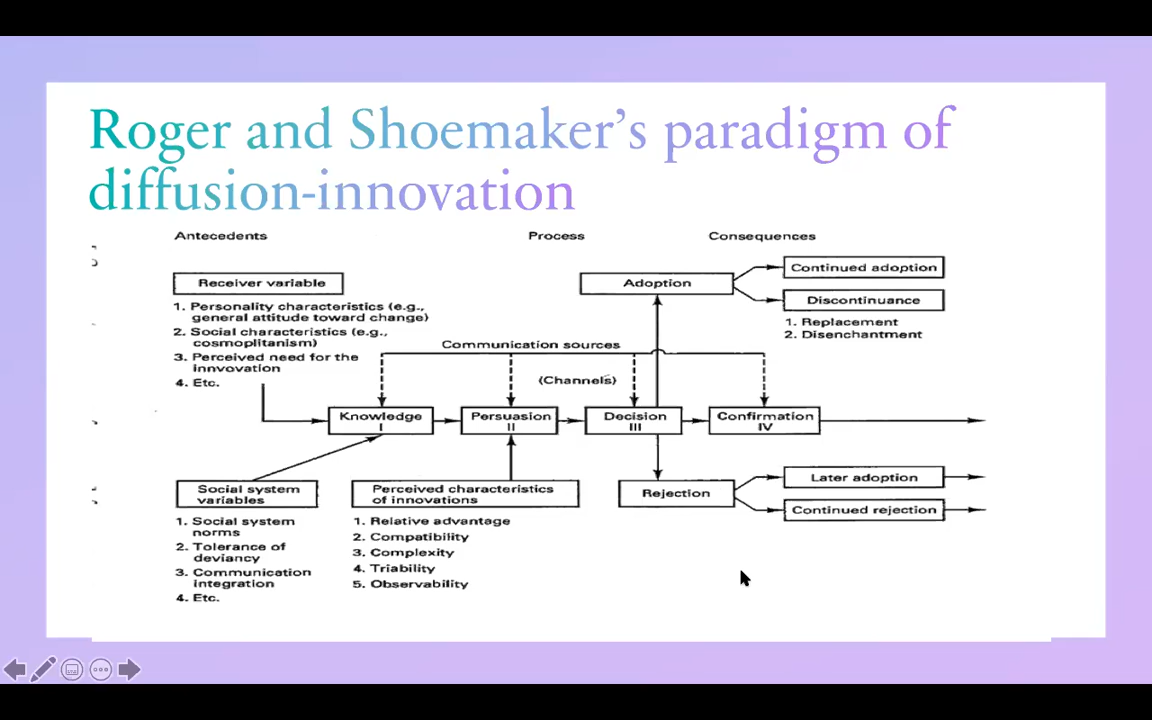 Roger and Shoemaker's paradigm of
diffusion-innovation
Antecedents
Process
Consequences
Receiver variable
1. Personality characteristics (e.g.,
general attitude toward change)
2. Social characteristics (e.g.,
cosmoplitanism)
3. Perceived need for the
innvovation
4. Etc.
Adoption
Continued adoption
Discontinuance
1. Replacement
2. Disenchantment
Communication sources
(Channels)
Knowledge
I
Persuasion
II
Decision
III
Confirmation
IV
Social system
variables
1. Social system
norms
2. Tolerance of
deviancy
3. Communication
integration
4. Etc.
Perceived characteristics
of innovations
1. Relative advantage
2. Compatibility
3. Complexity
4. Triability
5. Observability
Rejection
Later adoption
Continued rejection